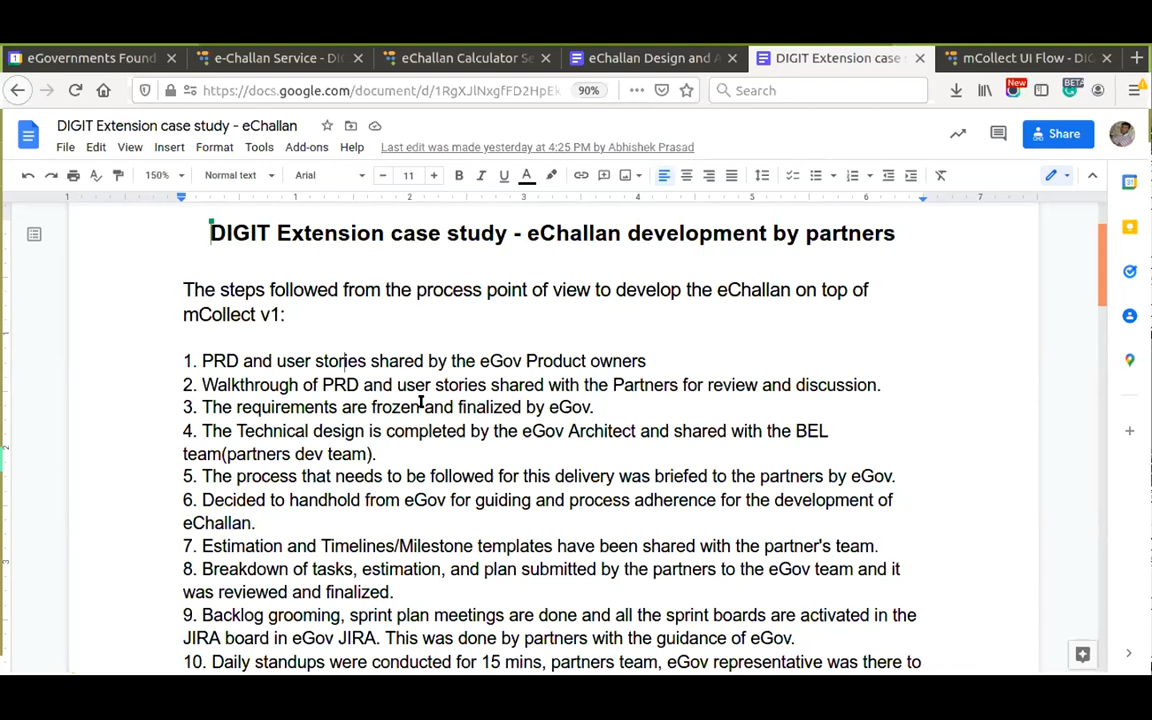 eGovernments Found
e-Challan Service - DI
eChallan Calculator Se
eChallan Design and A
DIGIT Extension case
mCollect UI Flow - DIG
https://docs.google.com/document/d/1RgXJlNxgfFD2HpEk
90%
Search
New
BETA
DIGIT Extension case study - eChallan
File Edit View Insert Format Tools Add-ons Help Last edit was made yesterday at 4:25 PM by Abhishek Prasad
Share
150% Normal text Arial 11
1 1 2 3 4 5 6 7
DIGIT Extension case study - eChallan development by partners
The steps followed from the process point of view to develop the eChallan on top of
mCollect v1:
1. PRD and user stories shared by the eGov Product owners
2. Walkthrough of PRD and user stories shared with the Partners for review and discussion.
3. The requirements are frozen and finalized by eGov.
4. The Technical design is completed by the eGov Architect and shared with the BEL
team(partners dev team).
5. The process that needs to be followed for this delivery was briefed to the partners by eGov.
6. Decided to handhold from eGov for guiding and process adherence for the development of
eChallan.
7. Estimation and Timelines/Milestone templates have been shared with the partner's team.
8. Breakdown of tasks, estimation, and plan submitted by the partners to the eGov team and it
was reviewed and finalized.
9. Backlog grooming, sprint plan meetings are done and all the sprint boards are activated in the
JIRA board in eGov JIRA. This was done by partners with the guidance of eGov.
10. Daily standups were conducted for 15 mins, partners team, eGov representative was there to